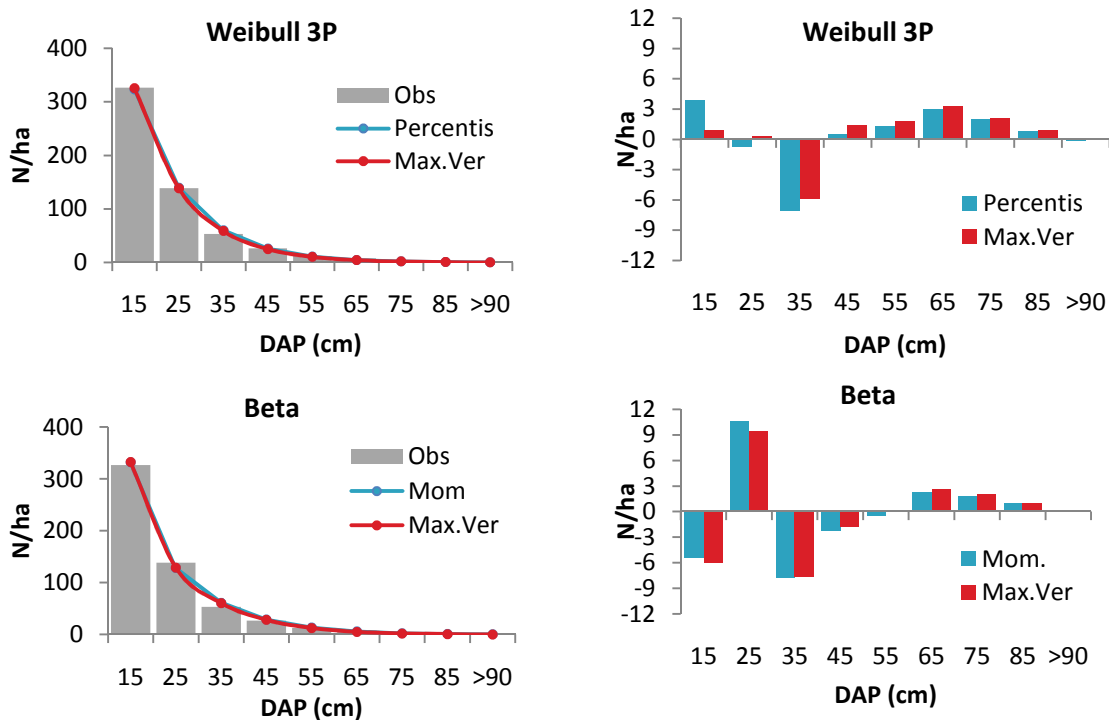 Weibull 3P
400
300
200
100
0
N/ha
Obs
Percentis
Max.Ver
15 25 35 45 55 65 75 85 >90
DAP (cm)
Weibull 3P
12
9
6
3
0
-3
-6
-9
-12
N/ha
15 25 35 45 55 65 75 85 >90
Percentis
Max.Ver
DAP (cm)
Beta
400
300
200
100
0
N/ha
Obs
Mom
Max.Ver
15 25 35 45 55 65 75 85 >90
DAP (cm)
Beta
12
9
6
3
0
-3
-6
-9
-12
N/ha
15 25 35 45 55 65 75 85 >90
Mom.
Max.Ver
DAP (cm)